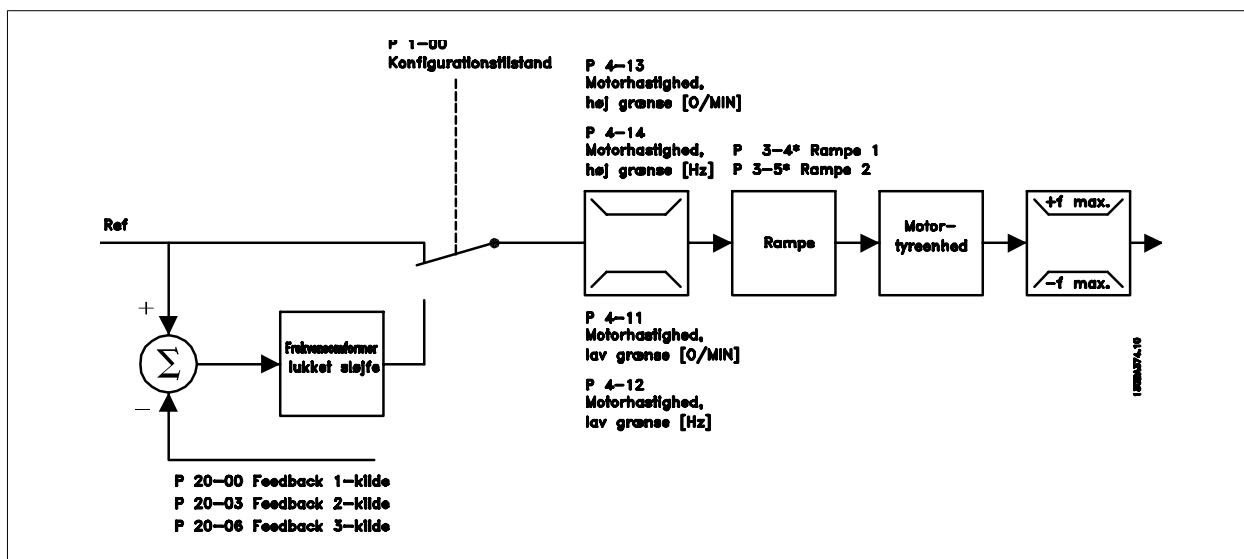 P 1-00
Konfigurationstilstand
P 4-13
Motorhastighed,
høj grænse [O/MIN]
P 4-14
Motorhastighed,
høj grænse [Hz]
P 3-4* Rampe 1
P 3-5* Rampe 2
Ref
+
Σ
−
Frekvensomformer
lukket sløjfe
Rampe
Motor-
tyreenhed
+f max.
−f max.
P 4-11
Motorhastighed,
lav grænse [O/MIN]
P 4-12
Motorhastighed,
lav grænse [Hz]
P 20-00 Feedback 1-kilde
P 20-03 Feedback 2-kilde
P 20-06 Feedback 3-kilde